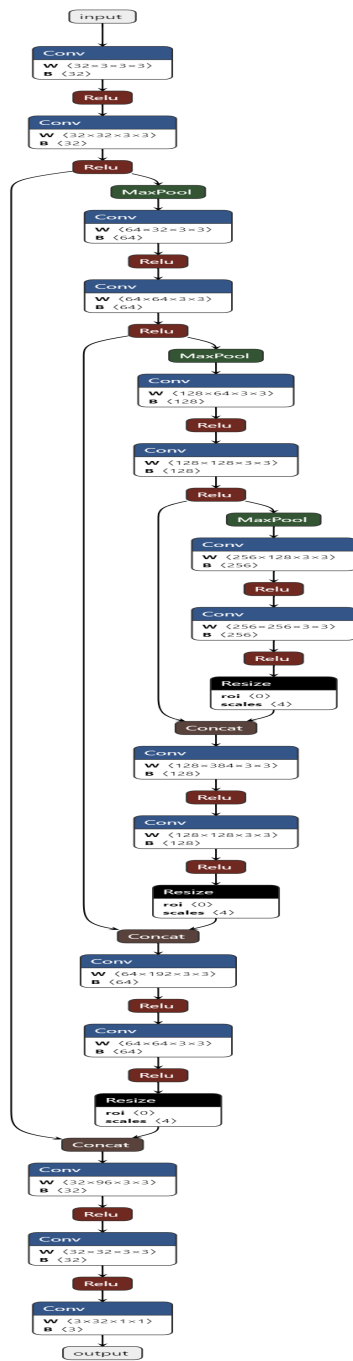 input
Conv
W ⟨32×3×3×3⟩
B ⟨32⟩
Relu
Conv
W ⟨32×32×3×3⟩
B ⟨32⟩
Relu
MaxPool
Conv
W ⟨64×32×3×3⟩
B ⟨64⟩
Relu
Conv
W ⟨64×64×3×3⟩
B ⟨64⟩
Relu
MaxPool
Conv
W ⟨128×64×3×3⟩
B ⟨128⟩
Relu
Conv
W ⟨128×128×3×3⟩
B ⟨128⟩
Relu
MaxPool
Conv
W ⟨256×128×3×3⟩
B ⟨256⟩
Relu
Conv
W ⟨256×256×3×3⟩
B ⟨256⟩
Relu
Resize
roi ⟨0⟩
scales ⟨4⟩
Concat
Conv
W ⟨128×384×3×3⟩
B ⟨128⟩
Relu
Conv
W ⟨128×128×3×3⟩
B ⟨128⟩
Relu
Resize
roi ⟨0⟩
scales ⟨4⟩
Concat
Conv
W ⟨64×192×3×3⟩
B ⟨64⟩
Relu
Conv
W ⟨64×64×3×3⟩
B ⟨64⟩
Relu
Resize
roi ⟨0⟩
scales ⟨4⟩
Concat
Conv
W ⟨32×96×3×3⟩
B ⟨32⟩
Relu
Conv
W ⟨32×32×3×3⟩
B ⟨32⟩
Relu
Conv
W ⟨3×32×1×1⟩
B ⟨3⟩
output